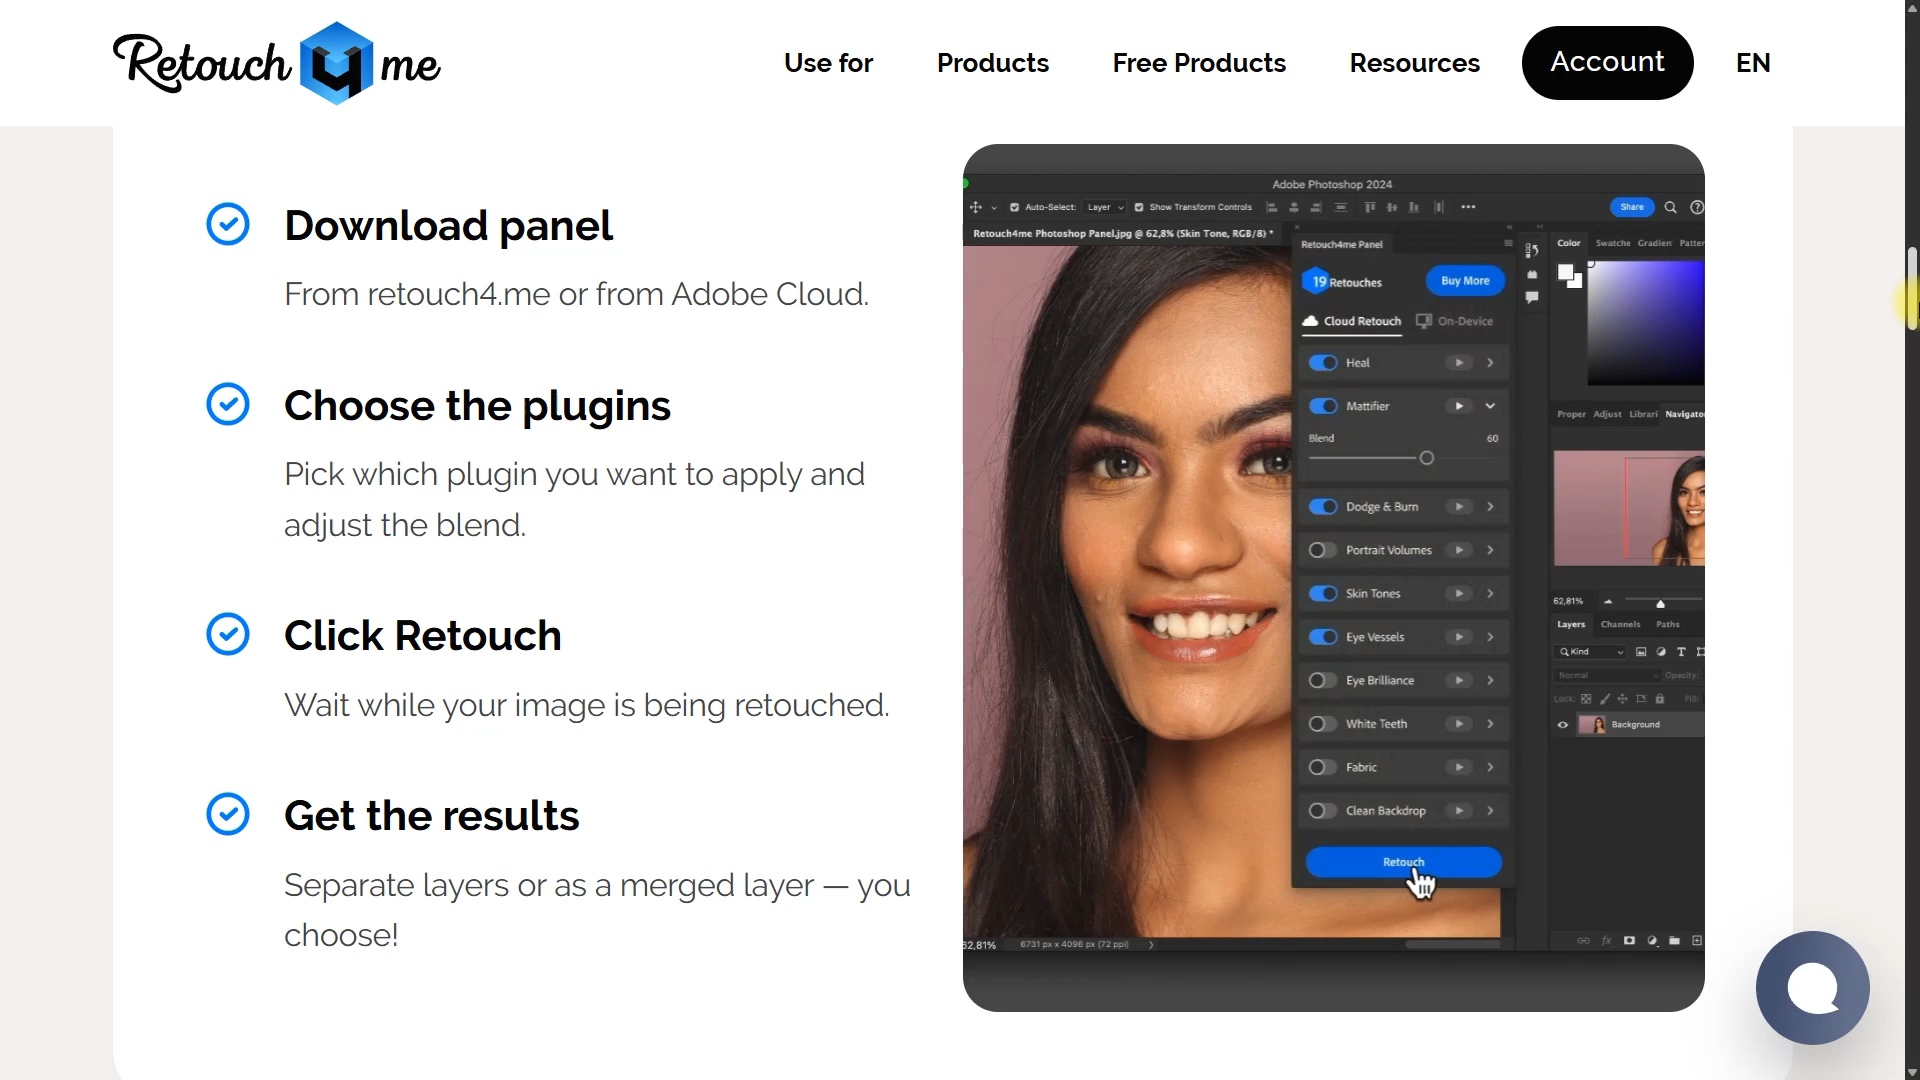 Retouch4me
Use for
Products
Free Products
Resources
Account
EN
Download panel
From retouch4.me or from Adobe Cloud.
Choose the plugins
Pick which plugin you want to apply and
adjust the blend.
Click Retouch
Wait while your image is being retouched.
Get the results
Separate layers or as a merged layer — you
choose!
Adobe Photoshop 2024
Auto-Select: Layer
Show Transform Controls
Share
Retouch4me Photoshop Panel.jpg @ 62,8% (Skin Tone, RGB/8) *
Retouch4me Panel
19 Retouches
Buy More
Cloud Retouch
On-Device
Heal
Mattifier
Blend 60
Dodge & Burn
Portrait Volumes
Skin Tones
Eye Vessels
Eye Brilliance
White Teeth
Fabric
Clean Backdrop
Retouch
Color Swatche Gradien Patter
Proper Adjust Librari Navigato
62,81%
Layers Channels Paths
Kind
Normal Opacity:
Lock: Fill:
Background
62,81% 6731 px x 4096 px (72 ppi)